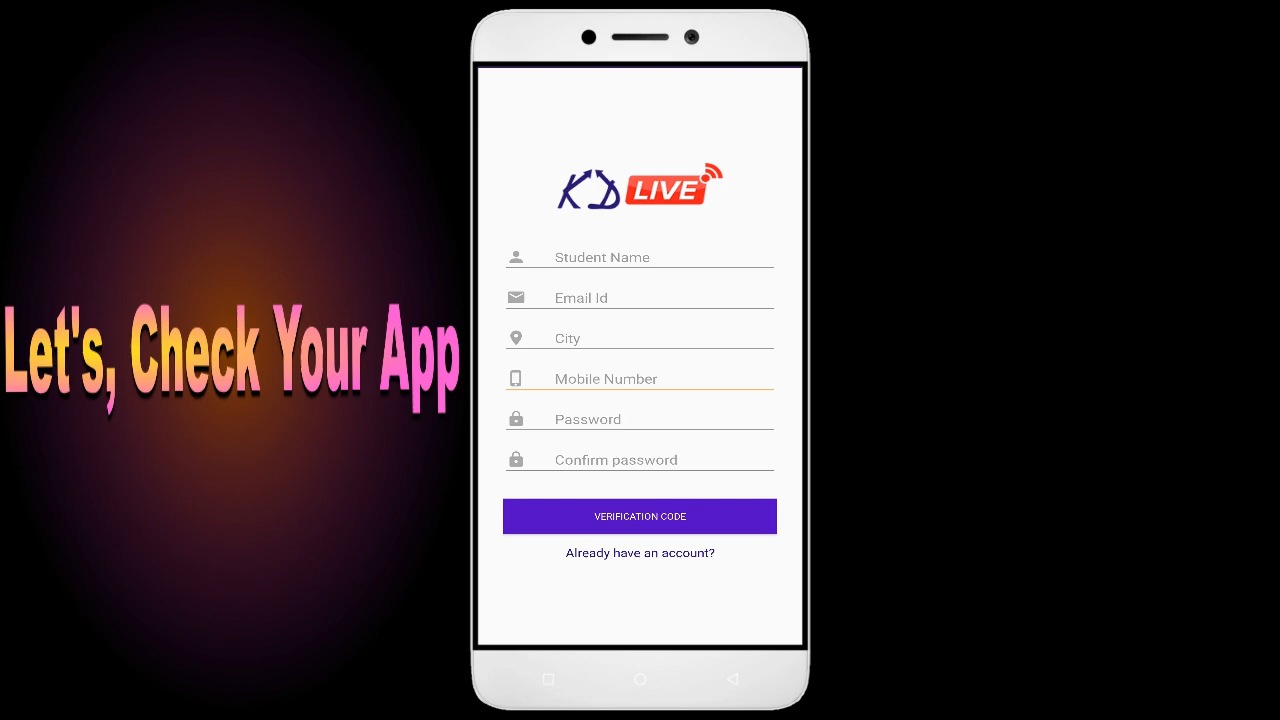 Let's, Check Your App
KD LIVE
Student Name
Email Id
City
Mobile Number
Password
Confirm password
VERIFICATION CODE
Already have an account?